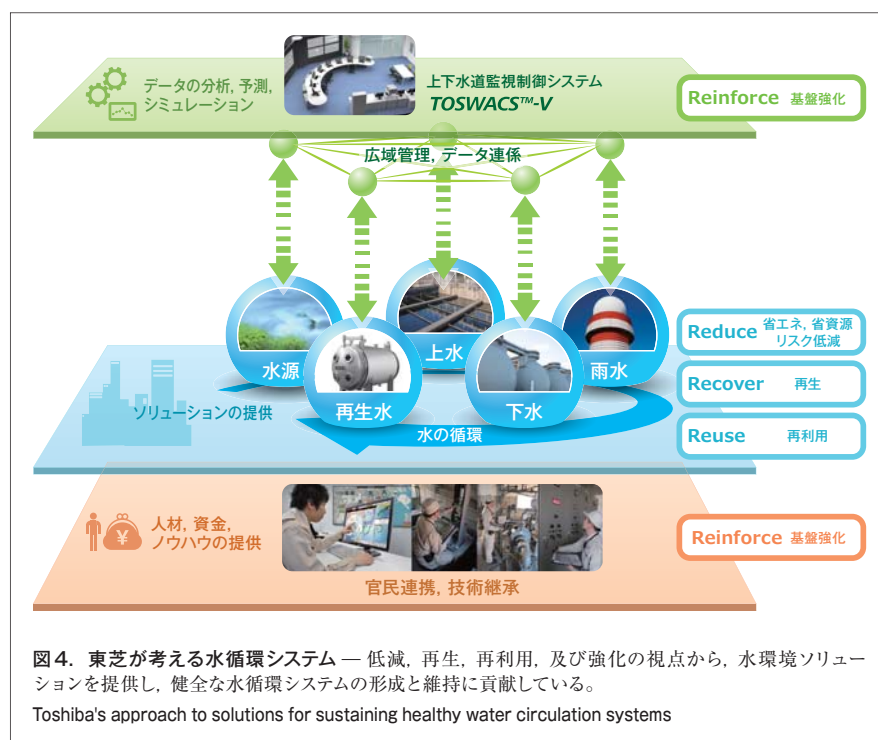 データの分析, 予測,
シミュレーション
上下水道監視制御システム
TOSWACS™-V
Reinforce 基盤強化
広域管理, データ連係
水源
再生水
上水
下水
雨水
Reduce 省エネ, 省資源
リスク低減
Recover 再生
Reuse 再利用
ソリューションの提供
水の循環
人材, 資金,
ノウハウの提供
官民連携, 技術継承
Reinforce 基盤強化
図4. 東芝が考える水循環システム — 低減, 再生, 再利用, 及び強化の視点から, 水環境ソリュー
ションを提供し, 健全な水循環システムの形成と維持に貢献している。
Toshiba's approach to solutions for sustaining healthy water circulation systems